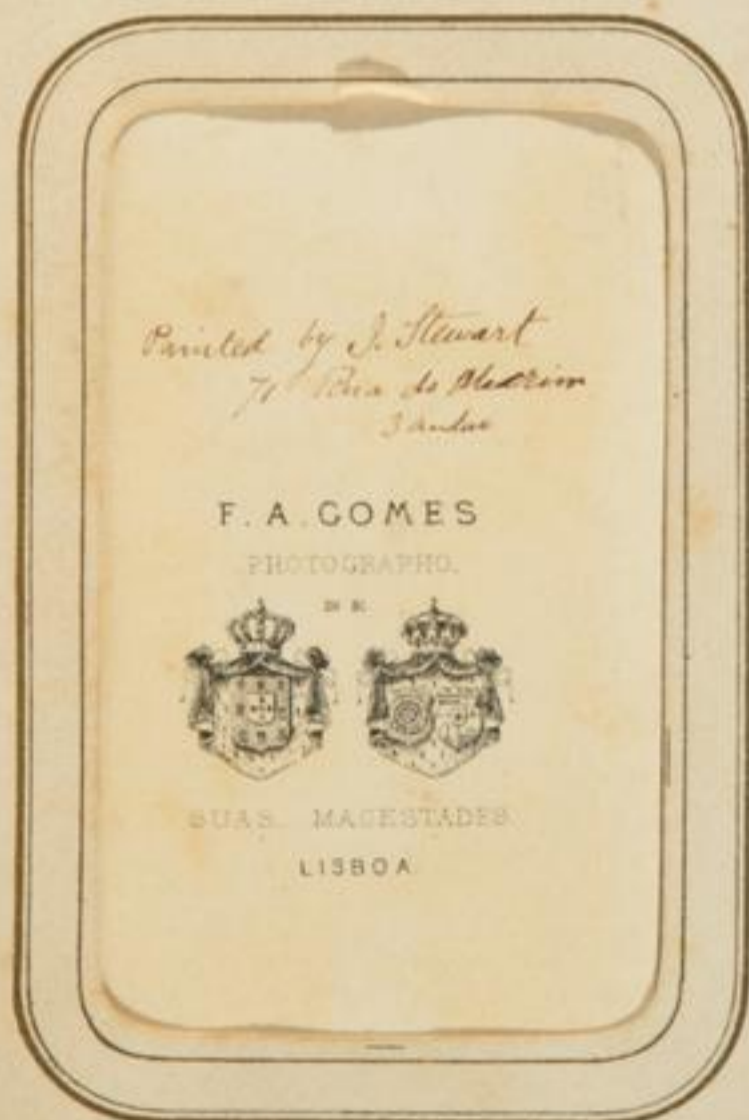 Painted by J. Stewart
71 Rua do Alecrim
3 andar
F. A. GOMES
PHOTOGRAPHO.
DE
SUAS MAGESTADES
LISBOA